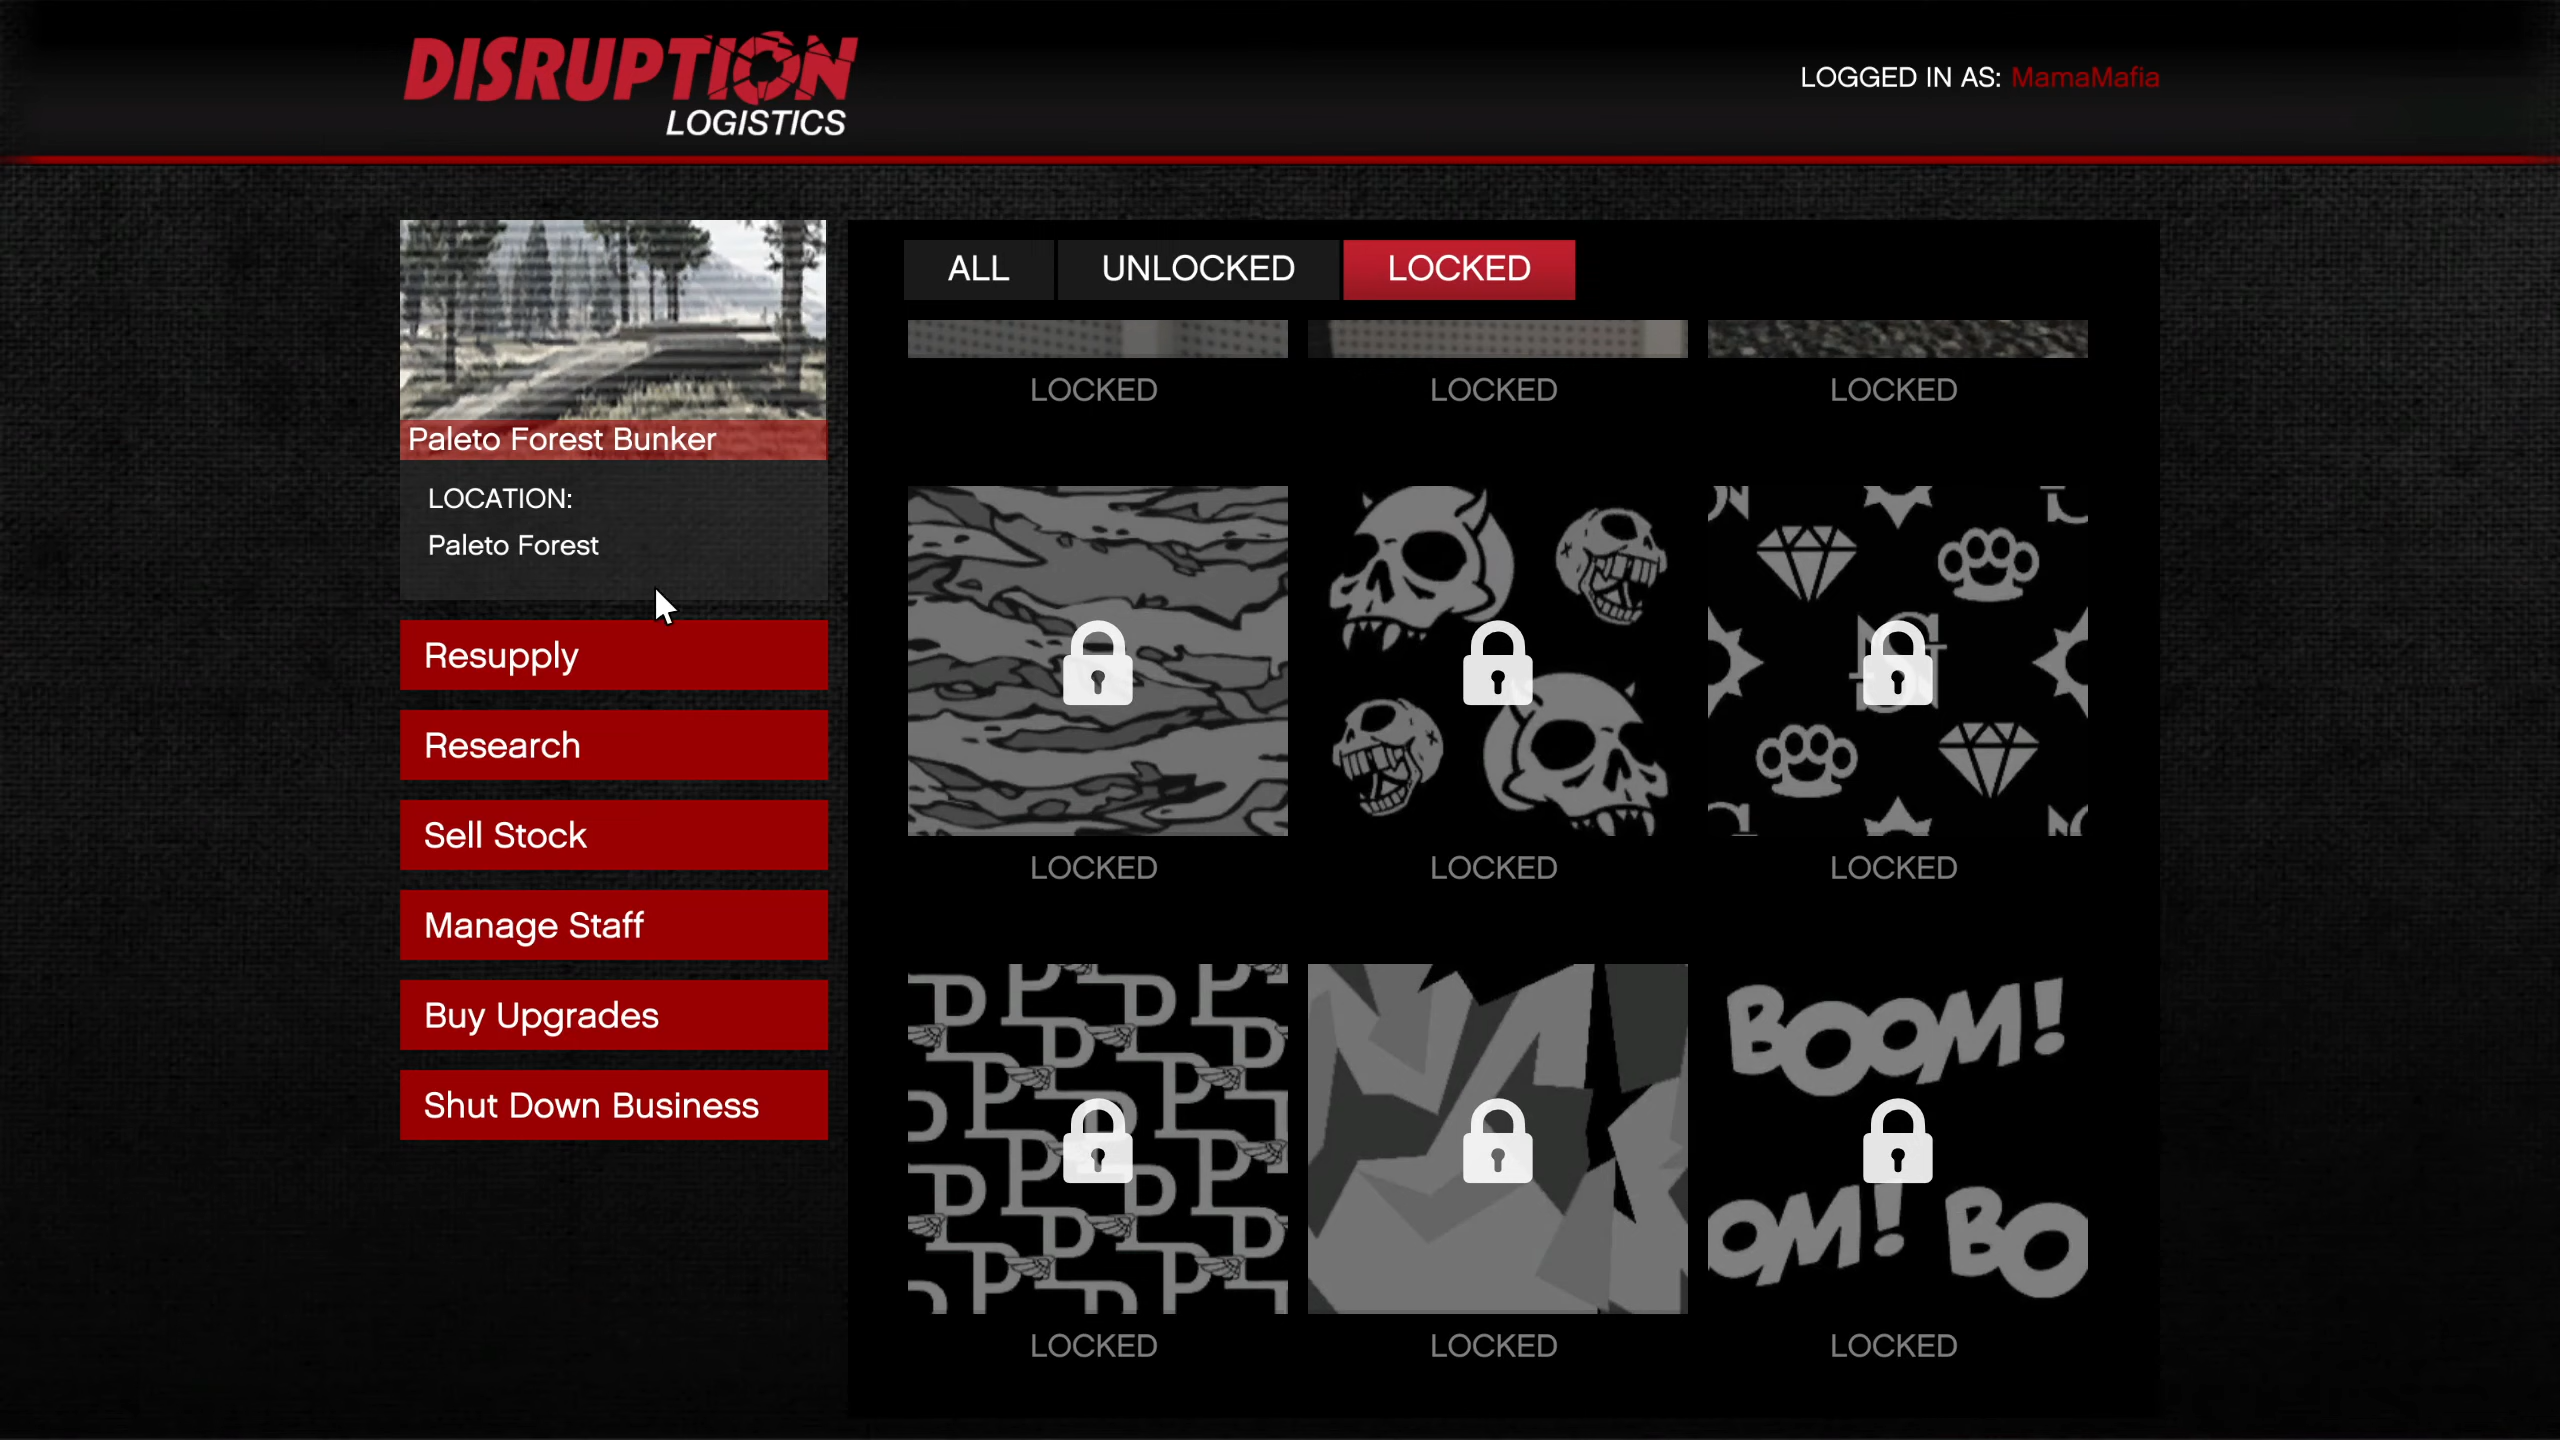 DISRUPTION
LOGISTICS
LOGGED IN AS: MamaMafia
Paleto Forest Bunker
LOCATION:
Paleto Forest
Resupply
Research
Sell Stock
Manage Staff
Buy Upgrades
Shut Down Business
ALL
UNLOCKED
LOCKED
LOCKED
LOCKED
LOCKED
LOCKED
LOCKED
LOCKED
BOOM!
OM! BO
LOCKED
LOCKED
LOCKED